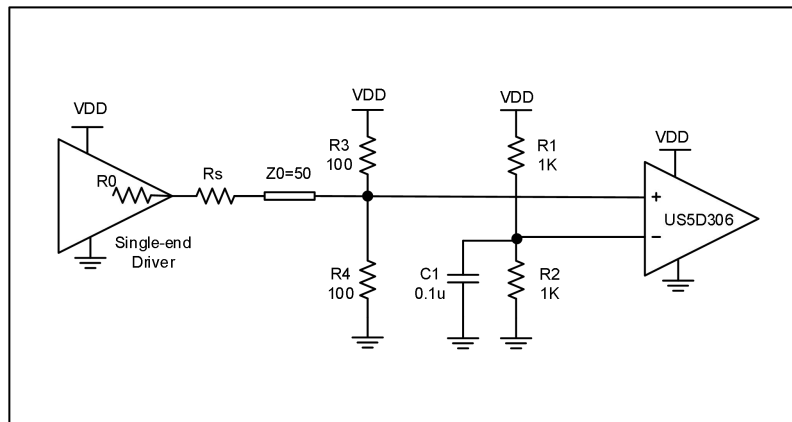 VDD
R0
Single-end
Driver
Rs
Z0=50
VDD
R3
100
R4
100
VDD
R1
1K
C1
0.1u
R2
1K
VDD
+
−
US5D306